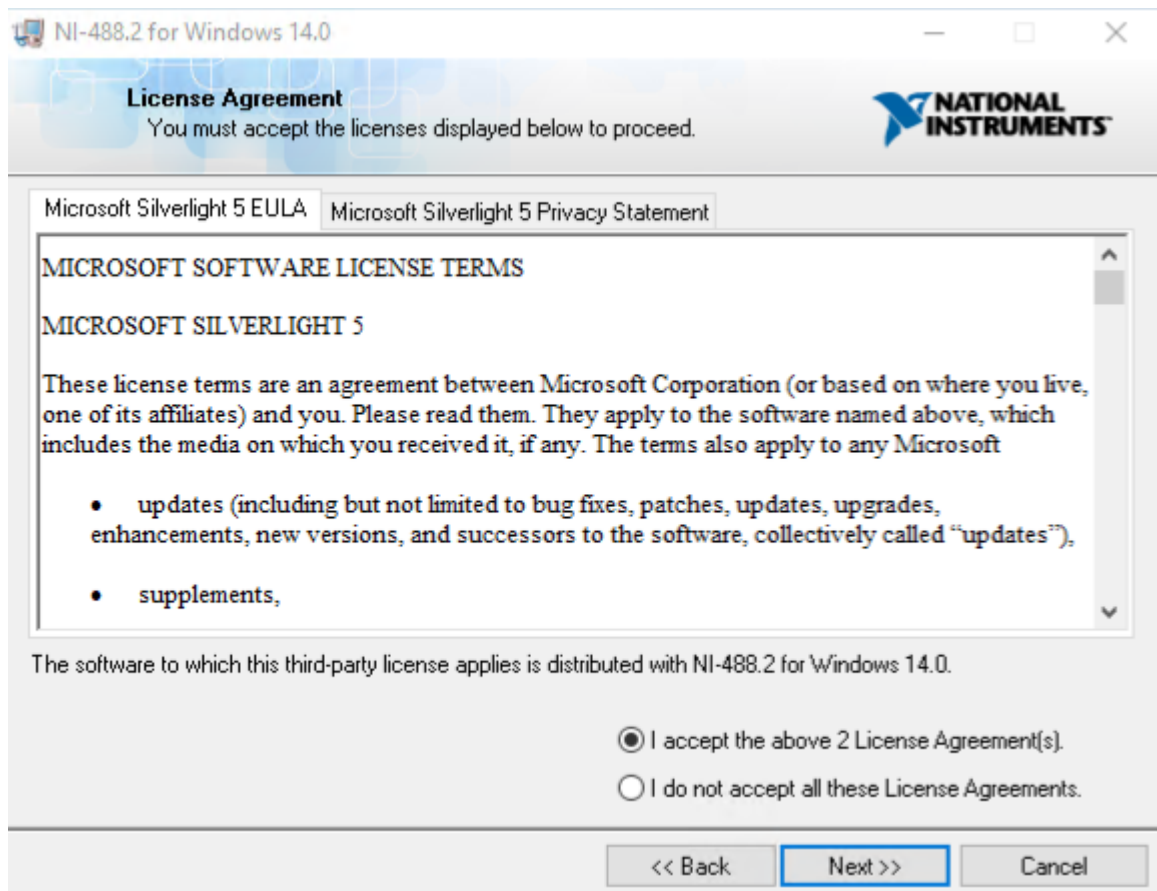 NI-488.2 for Windows 14.0
License Agreement
You must accept the licenses displayed below to proceed.
NATIONAL
INSTRUMENTS™
Microsoft Silverlight 5 EULA
Microsoft Silverlight 5 Privacy Statement
MICROSOFT SOFTWARE LICENSE TERMS
MICROSOFT SILVERLIGHT 5
These license terms are an agreement between Microsoft Corporation (or based on where you live,
one of its affiliates) and you. Please read them. They apply to the software named above, which
includes the media on which you received it, if any. The terms also apply to any Microsoft
• updates (including but not limited to bug fixes, patches, updates, upgrades,
enhancements, new versions, and successors to the software, collectively called “updates”),
• supplements,
The software to which this third-party license applies is distributed with NI-488.2 for Windows 14.0.
I accept the above 2 License Agreement(s).
I do not accept all these License Agreements.
<< Back
Next >>
Cancel